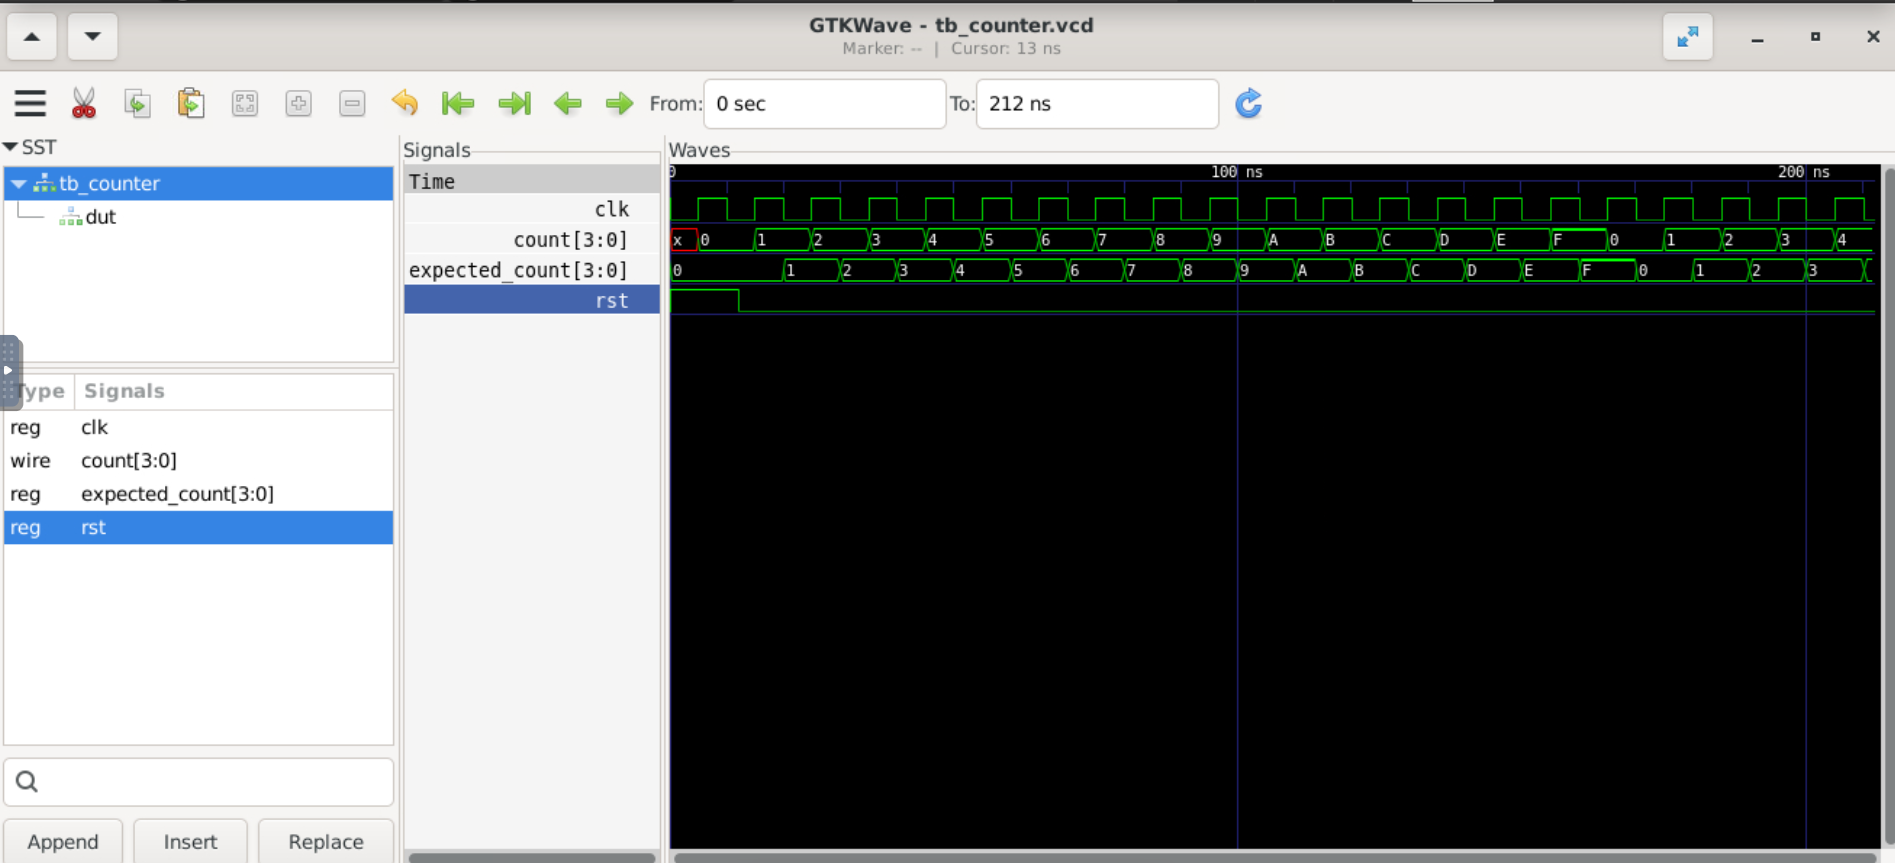 GTKWave - tb_counter.vcd
Marker: -- | Cursor: 13 ns
From: 0 sec To: 212 ns
SST
tb_counter
dut
Type Signals
reg clk
wire count[3:0]
reg expected_count[3:0]
reg rst
Append Insert Replace
Signals
Time
clk
count[3:0]
expected_count[3:0]
rst
Waves
0 100 ns 200 ns
x 0 1 2 3 4 5 6 7 8 9 A B C D E F 0 1 2 3 4
0 1 2 3 4 5 6 7 8 9 A B C D E F 0 1 2 3